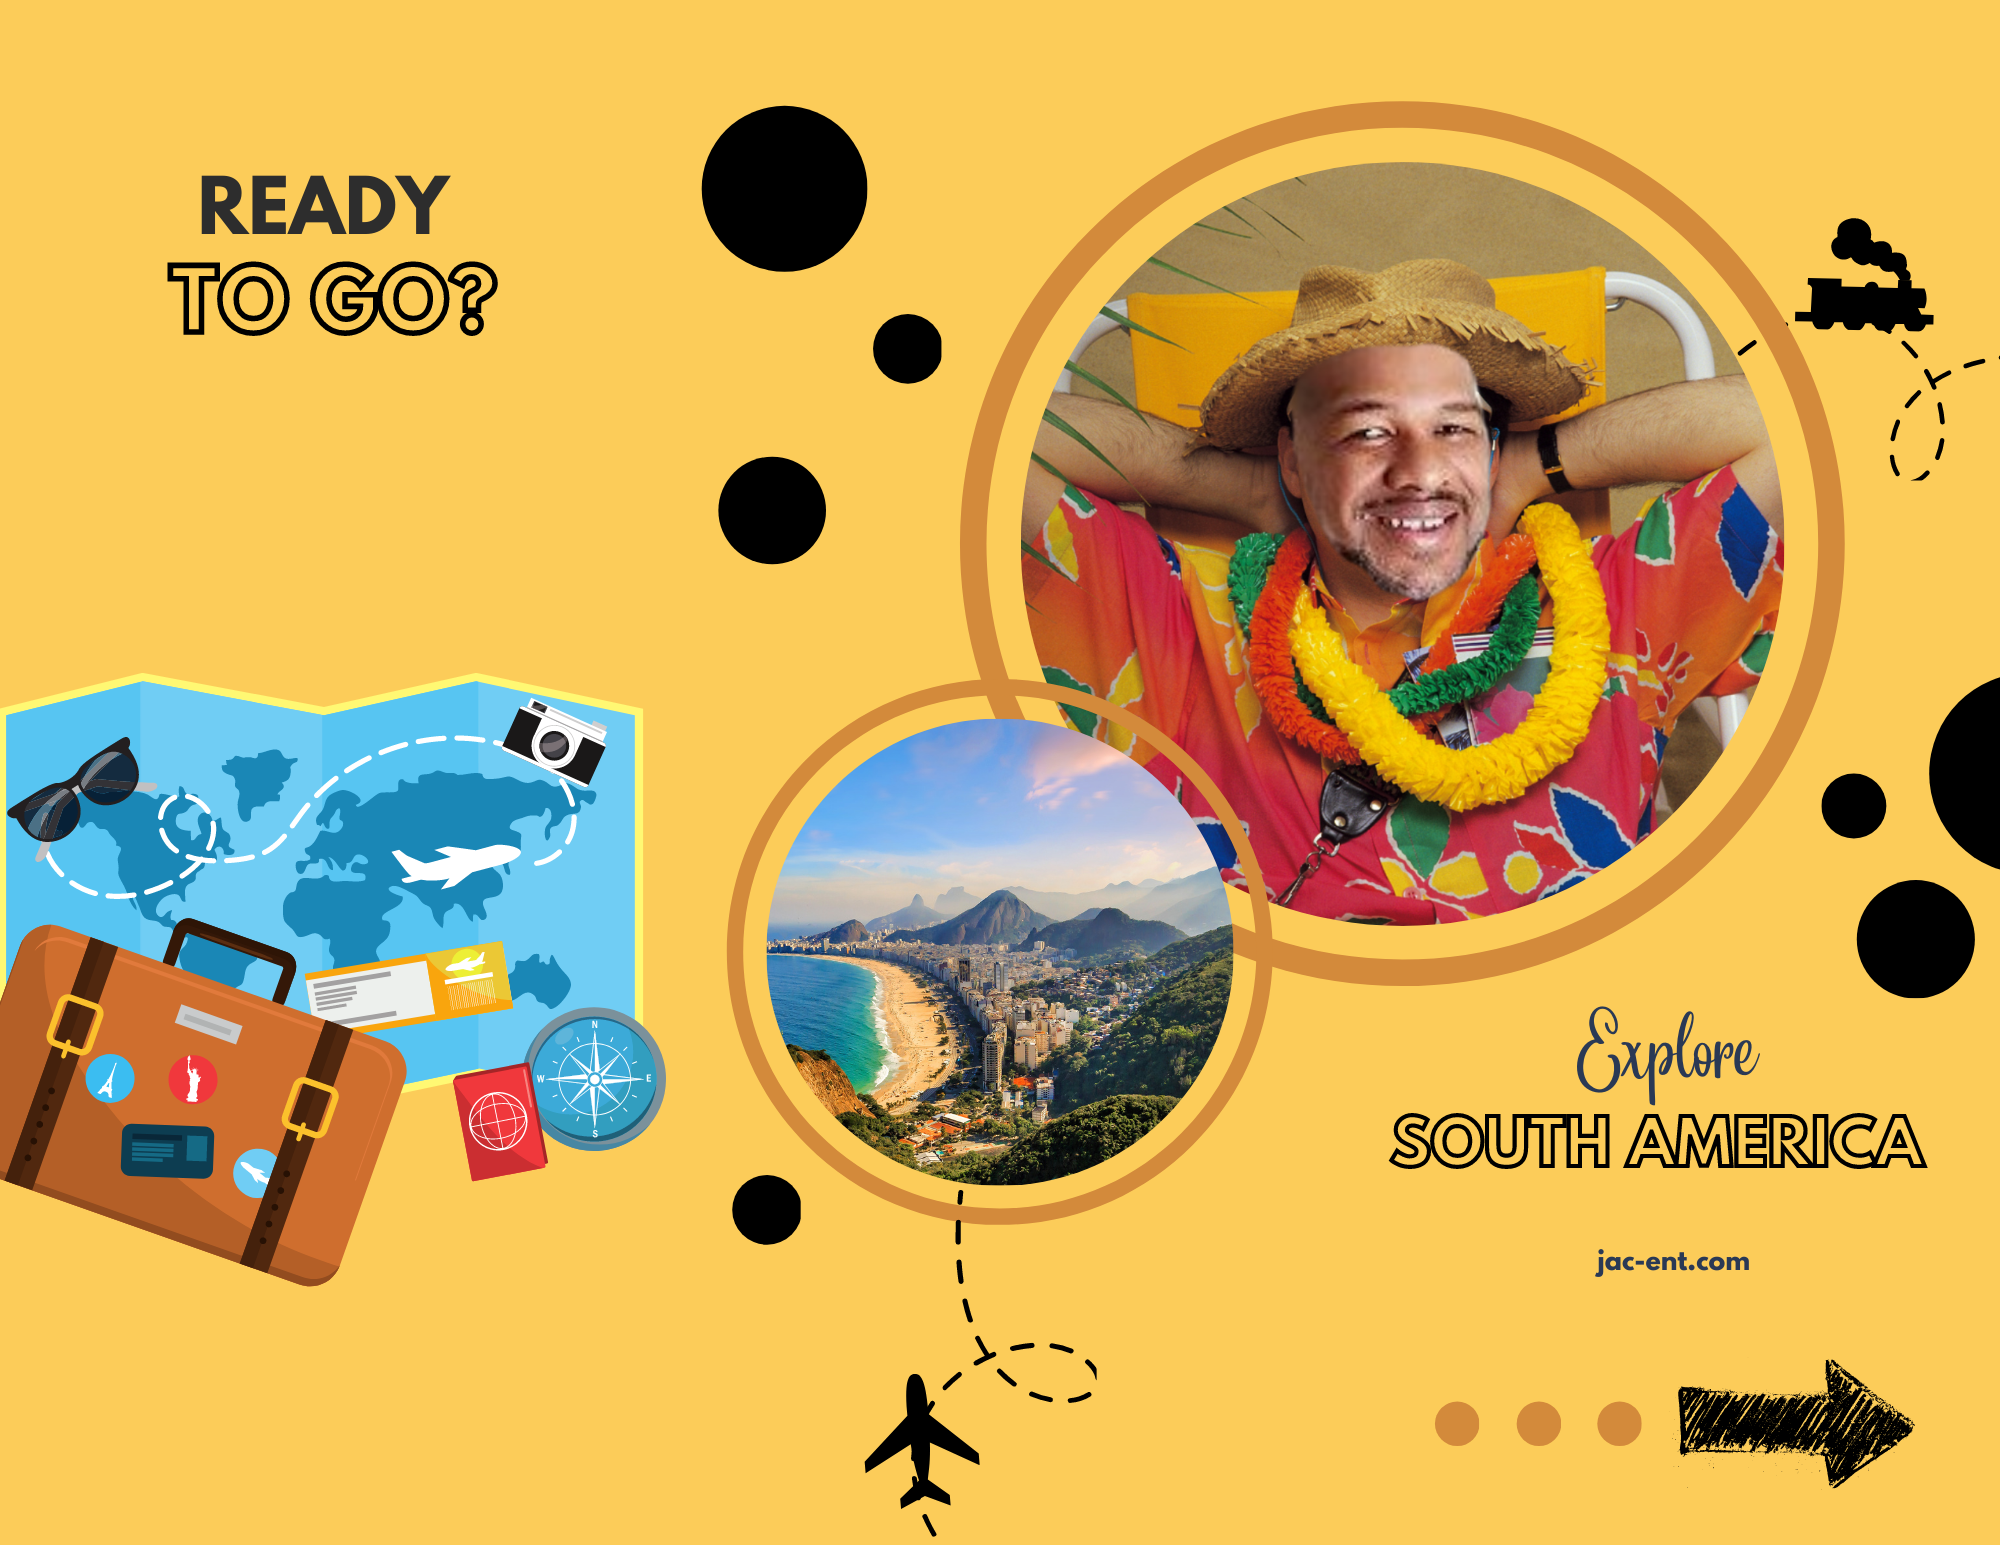 READY
TO GO?
N
W
E
S
Explore
SOUTH AMERICA
jac-ent.com